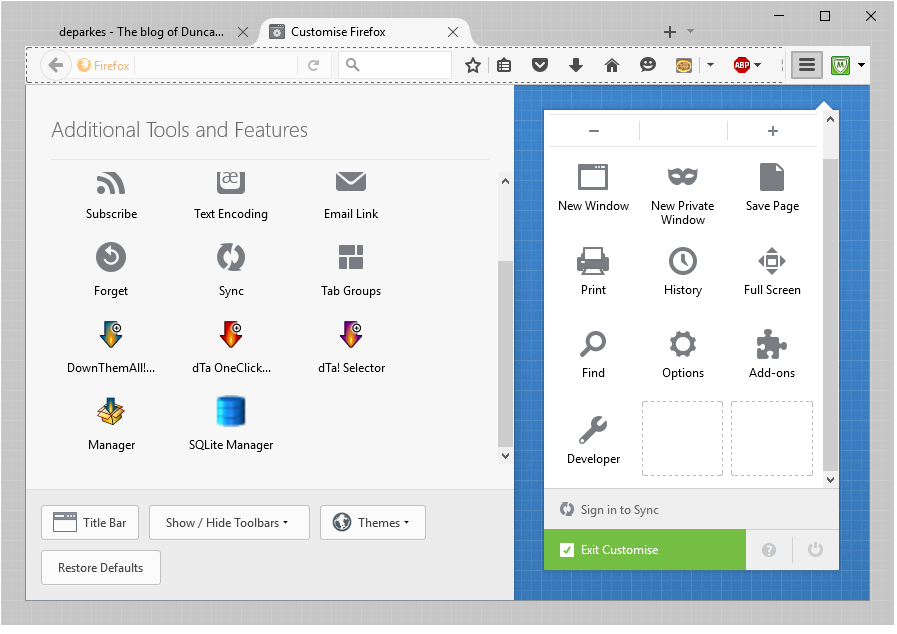 deparkes - The blog of Dunca...
Customise Firefox
Firefox
ABP
Additional Tools and Features
Subscribe
Text Encoding
Email Link
Forget
Sync
Tab Groups
DownThemAll!...
dTa OneClick...
dTa! Selector
Manager
SQLite Manager
Title Bar
Show / Hide Toolbars
Themes
Restore Defaults
New Window
New Private
Window
Save Page
Print
History
Full Screen
Find
Options
Add-ons
Developer
Sign in to Sync
Exit Customise